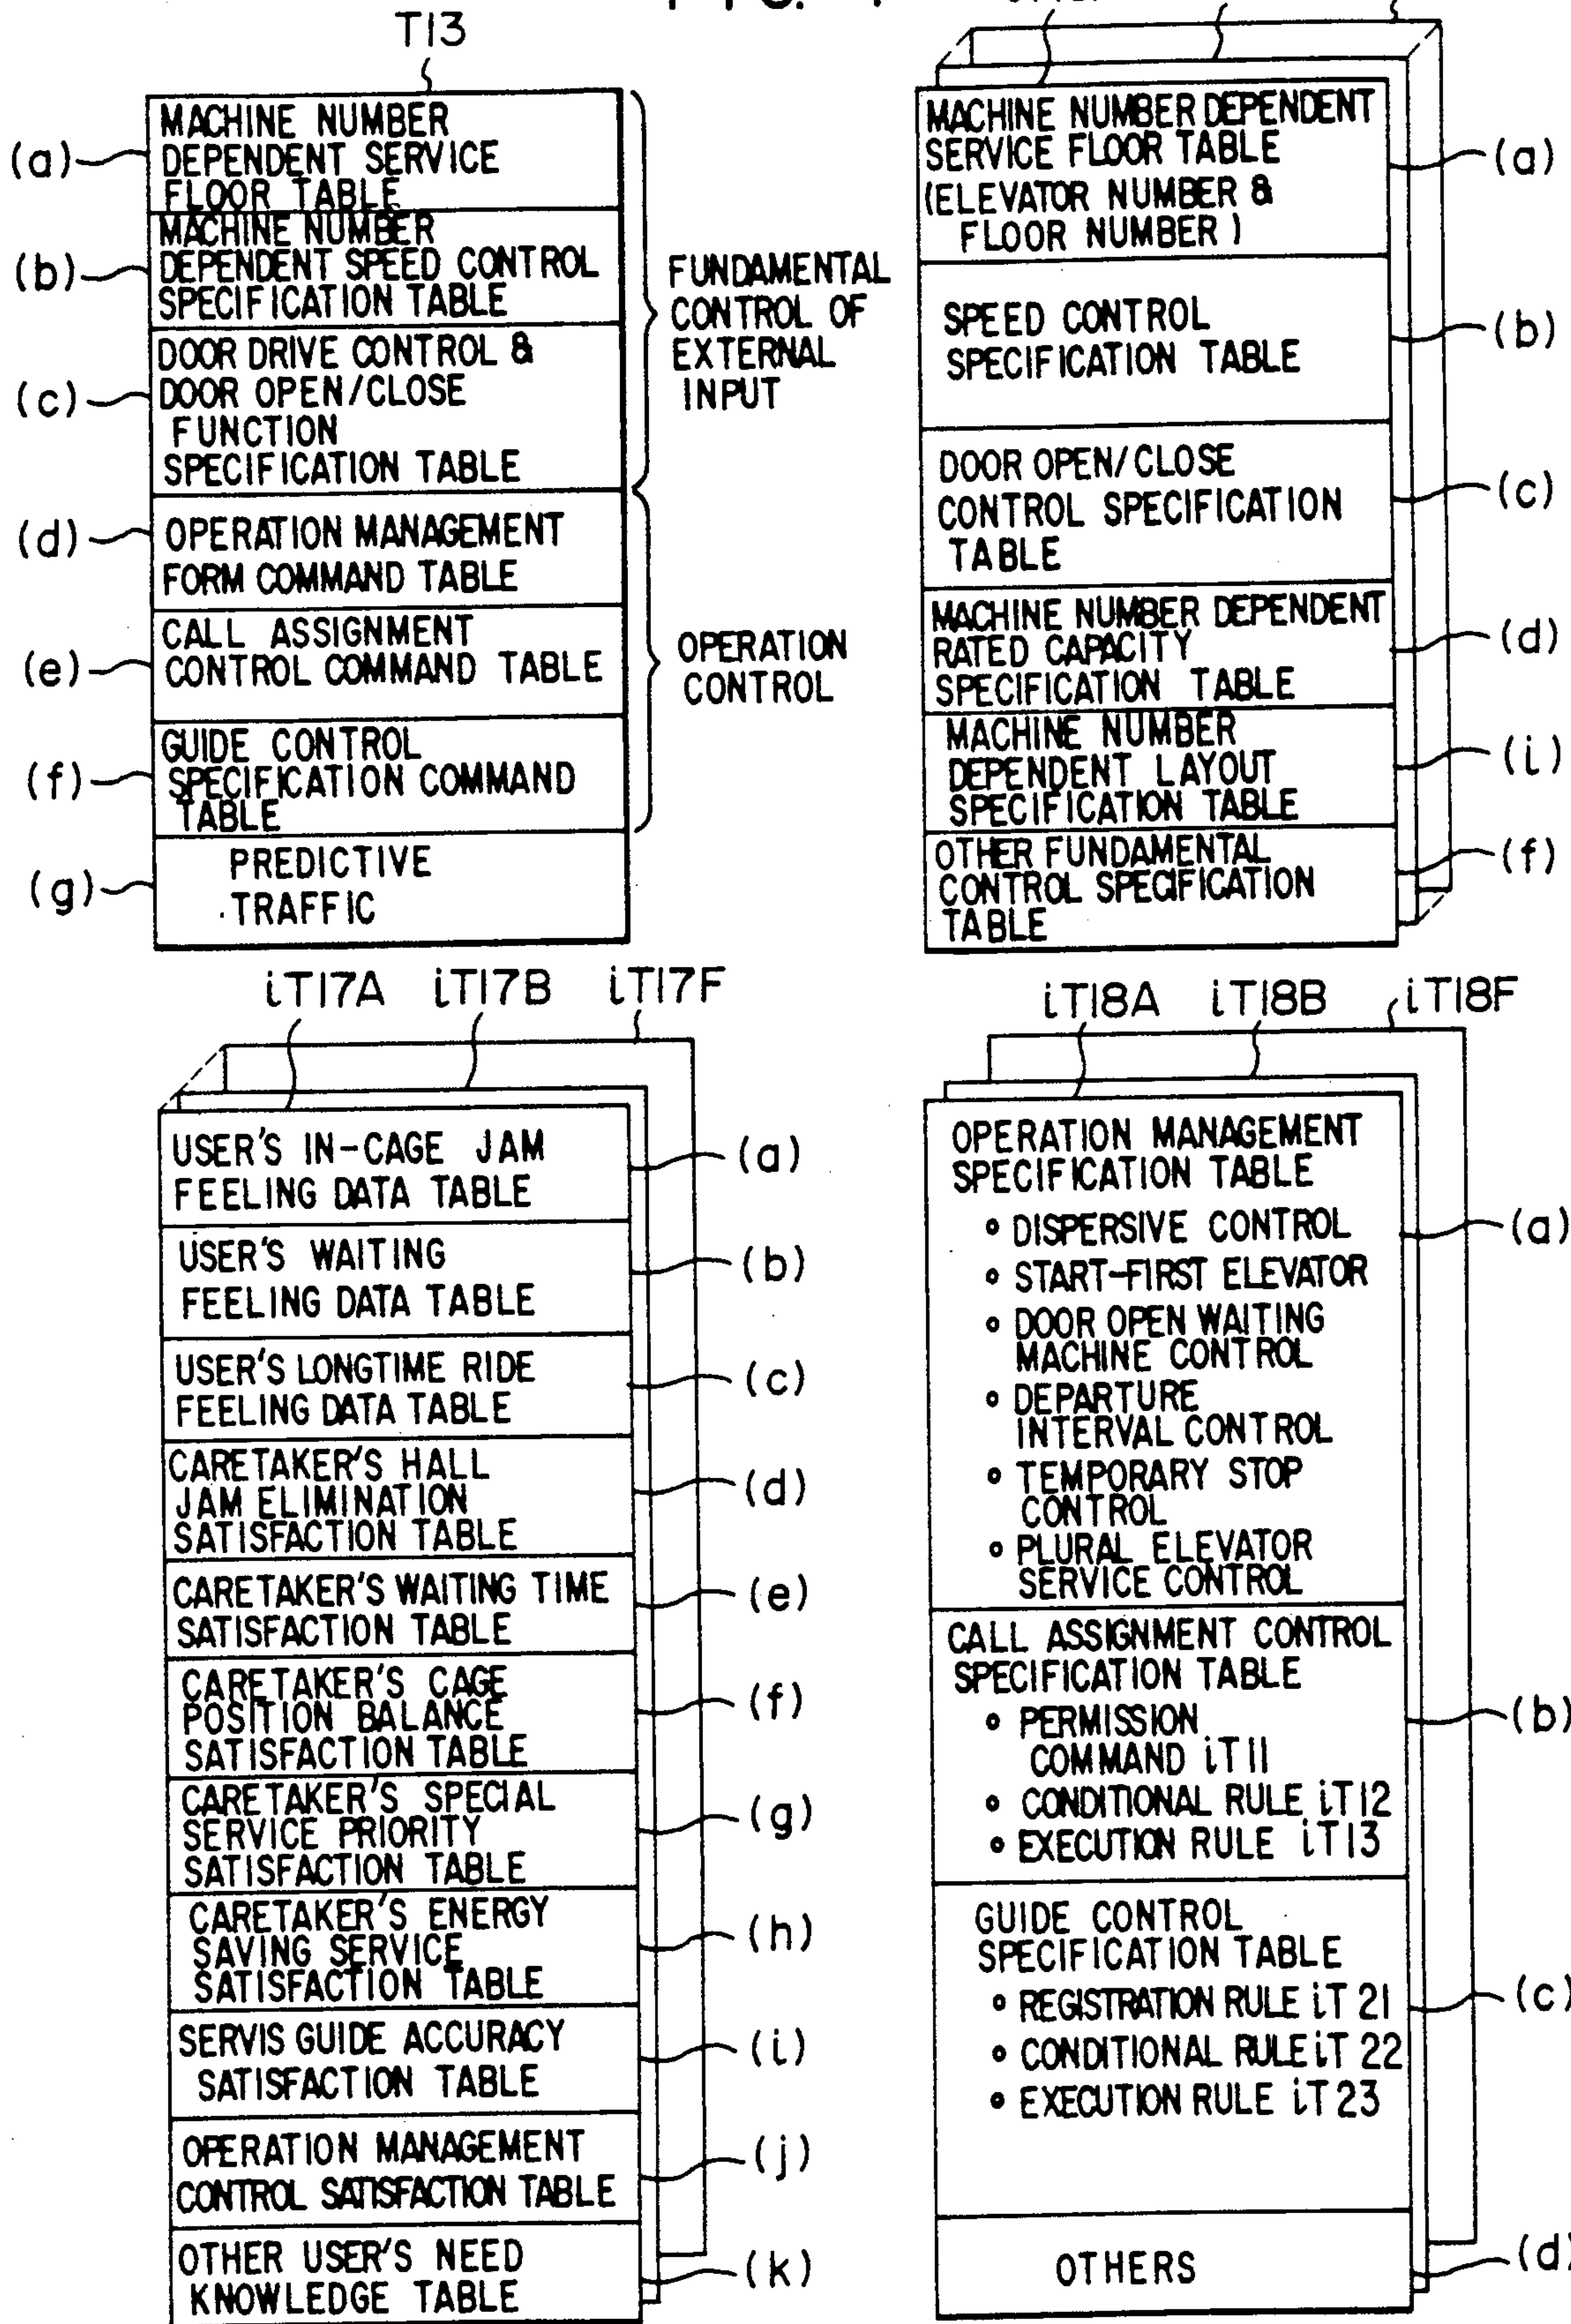 T13
(a)
MACHINE NUMBER
DEPENDENT SERVICE
FLOOR TABLE
(b)
MACHINE NUMBER
DEPENDENT SPEED CONTROL
SPECIFICATION TABLE
(c)
DOOR DRIVE CONTROL &
DOOR OPEN/CLOSE
FUNCTION
SPECIFICATION TABLE
FUNDAMENTAL
CONTROL OF
EXTERNAL
INPUT
(d)
OPERATION MANAGEMENT
FORM COMMAND TABLE
(e)
CALL ASSIGNMENT
CONTROL COMMAND TABLE
(f)
GUIDE CONTROL
SPECIFICATION COMMAND
TABLE
OPERATION
CONTROL
(g)
PREDICTIVE
TRAFFIC
MACHINE NUMBER DEPENDENT
SERVICE FLOOR TABLE
(ELEVATOR NUMBER &
FLOOR NUMBER)
(a)
SPEED CONTROL
SPECIFICATION TABLE
(b)
DOOR OPEN/CLOSE
CONTROL SPECIFICATION
TABLE
(c)
MACHINE NUMBER DEPENDENT
RATED CAPACITY
SPECIFICATION TABLE
(d)
MACHINE NUMBER
DEPENDENT LAYOUT
SPECIFICATION TABLE
(i)
OTHER FUNDAMENTAL
CONTROL SPECIFICATION
TABLE
(f)
iT17A iT17B iT17F
USER'S IN-CAGE JAM
FEELING DATA TABLE
(a)
USER'S WAITING
FEELING DATA TABLE
(b)
USER'S LONGTIME RIDE
FEELING DATA TABLE
(c)
CARETAKER'S HALL
JAM ELIMINATION
SATISFACTION TABLE
(d)
CARETAKER'S WAITING TIME
SATISFACTION TABLE
(e)
CARETAKER'S CAGE
POSITION BALANCE
SATISFACTION TABLE
(f)
CARETAKER'S SPECIAL
SERVICE PRIORITY
SATISFACTION TABLE
(g)
CARETAKER'S ENERGY
SAVING SERVICE
SATISFACTION TABLE
(h)
SERVIS GUIDE ACCURACY
SATISFACTION TABLE
(i)
OPERATION MANAGEMENT
CONTROL SATISFACTION TABLE
(j)
OTHER USER'S NEED
KNOWLEDGE TABLE
(k)
iT18A iT18B iT18F
OPERATION MANAGEMENT
SPECIFICATION TABLE
• DISPERSIVE CONTROL
• START-FIRST ELEVATOR
• DOOR OPEN WAITING
MACHINE CONTROL
• DEPARTURE
INTERVAL CONTROL
• TEMPORARY STOP
CONTROL
• PLURAL ELEVATOR
SERVICE CONTROL
(a)
CALL ASSIGNMENT CONTROL
SPECIFICATION TABLE
• PERMISSION
COMMAND iT11
• CONDITIONAL RULE iT12
• EXECUTION RULE iT13
(b)
GUIDE CONTROL
SPECIFICATION TABLE
• REGISTRATION RULE iT 21
• CONDITIONAL RULE iT 22
• EXECUTION RULE iT 23
(c)
OTHERS
(d)